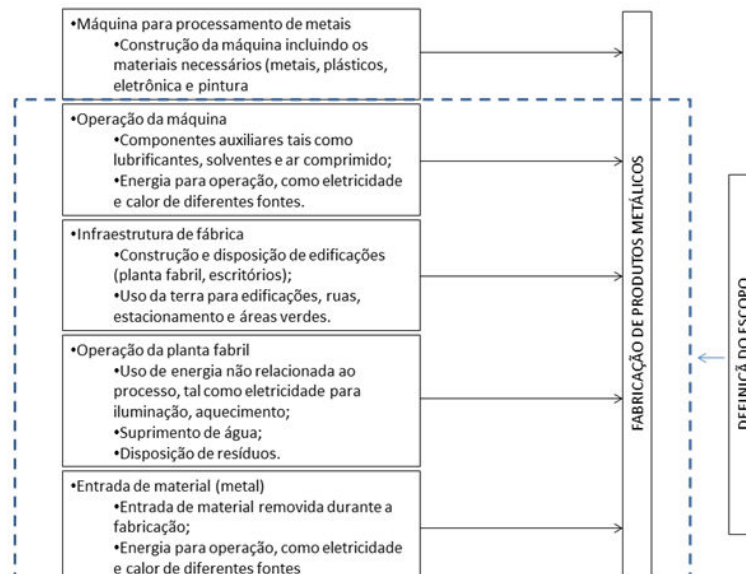 •Máquina para processamento de metais
•Construção da máquina incluindo os
materiais necessários (metais, plásticos,
eletrônica e pintura
•Operação da máquina
•Componentes auxiliares tais como
lubrificantes, solventes e ar comprimido;
•Energia para operação, como eletricidade
e calor de diferentes fontes.
•Infraestrutura de fábrica
•Construção e disposição de edificações
(planta fabril, escritórios);
•Uso da terra para edificações, ruas,
estacionamento e áreas verdes.
•Operação da planta fabril
•Uso de energia não relacionada ao
processo, tal como eletricidade para
iluminação, aquecimento;
•Suprimento de água;
•Disposição de resíduos.
•Entrada de material (metal)
•Entrada de material removida durante a
fabricação;
•Energia para operação, como eletricidade
e calor de diferentes fontes
FABRICAÇÃO DE PRODUTOS METÁLICOS
DEFINIÇÃ DO ESCOPO